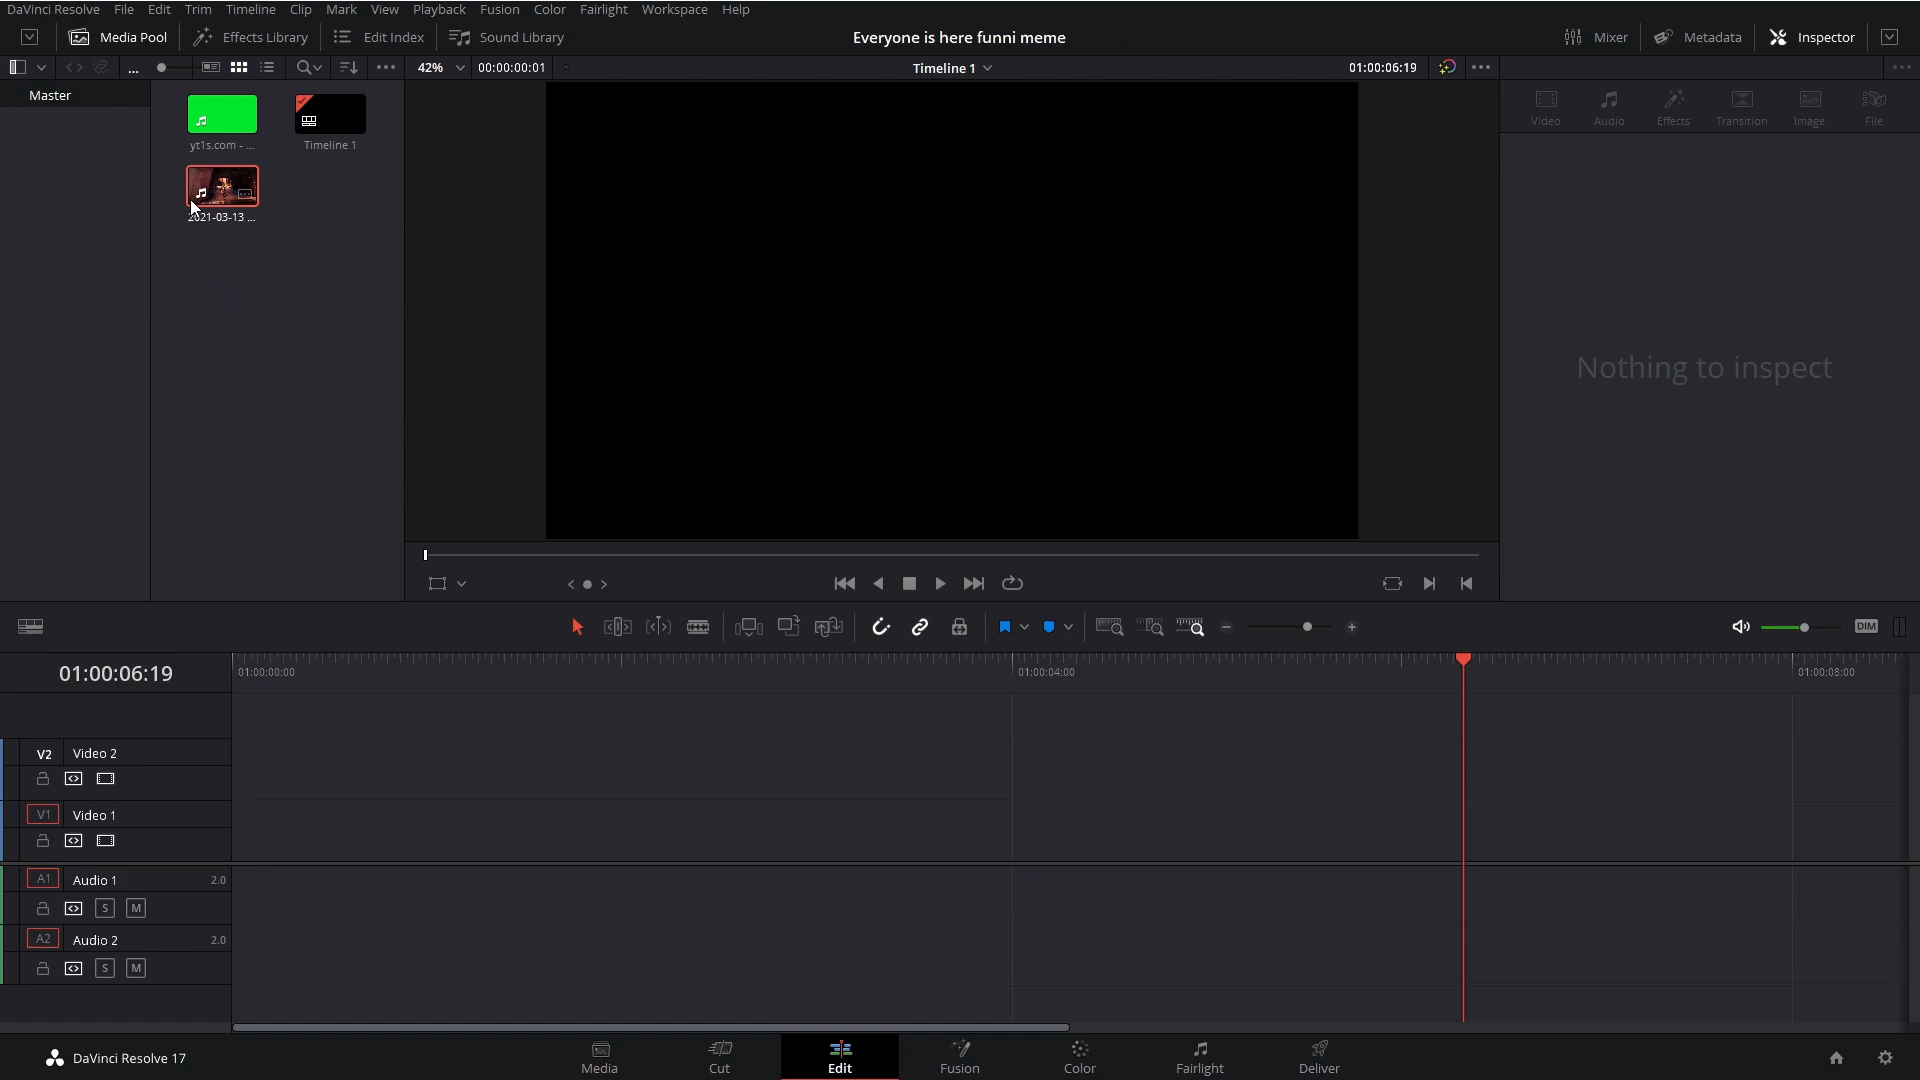 DaVinci Resolve File Edit Trim Timeline Clip Mark View Playback Fusion Color Fairlight Workspace Help
Media Pool Effects Library Edit Index Sound Library Everyone is here funni meme Mixer Metadata Inspector
... 42% 00:00:00:01 Timeline 1 01:00:06:19
Master
Video Audio Effects Transition Image File
yt1s.com - ... Timeline 1
2021-03-13 ...
Nothing to inspect
DIM
01:00:06:19 01:00:00:00 01:00:04:00 01:00:08:00
V2 Video 2
V1 Video 1
A1 Audio 1 2.0
S M
A2 Audio 2 2.0
S M
DaVinci Resolve 17 Media Cut Edit Fusion Color Fairlight Deliver